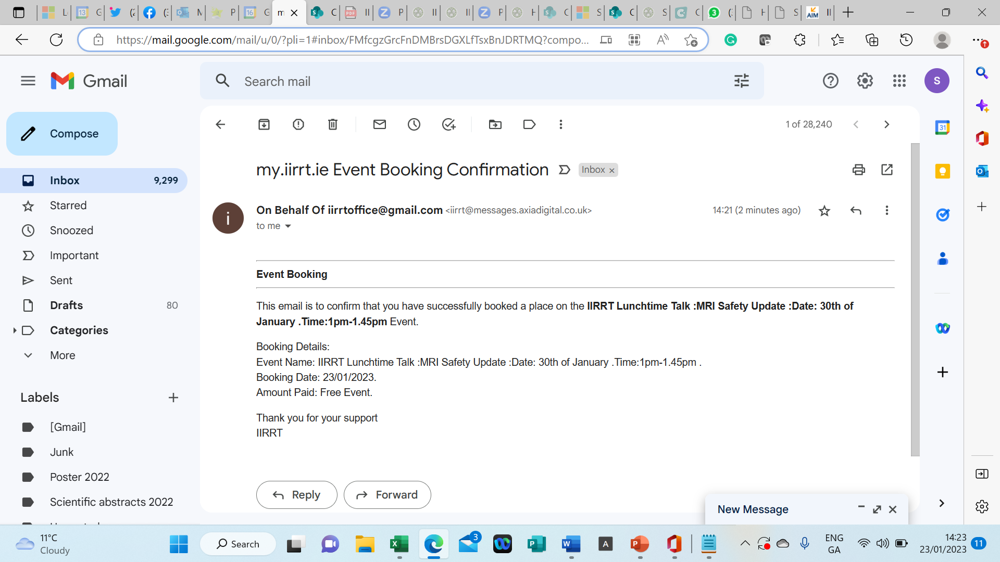 https://mail.google.com/mail/u/0/?pli=1#inbox/FMfcgzGrcFnDMBrsDGXLfTsxBnJDRTMQ?compo...
Gmail
Search mail
S
Compose
1 of 28,240
31
my.iirrt.ie Event Booking Confirmation
Inbox ×
Inbox 9,299
Starred
Snoozed
Important
Sent
Drafts 80
Categories
More
Labels
[Gmail]
Junk
Poster 2022
Scientific abstracts 2022
i
On Behalf Of iirrtoffice@gmail.com <iirrt@messages.axiadigital.co.uk>
14:21 (2 minutes ago)
to me
Event Booking
This email is to confirm that you have successfully booked a place on the IIRRT Lunchtime Talk :MRI Safety Update :Date: 30th of
January .Time:1pm-1.45pm Event.
Booking Details:
Event Name: IIRRT Lunchtime Talk :MRI Safety Update :Date: 30th of January .Time:1pm-1.45pm .
Booking Date: 23/01/2023.
Amount Paid: Free Event.
Thank you for your support
IIRRT
Reply
Forward
New Message
11°C
Cloudy
Search
3
ENG
GA
14:23
23/01/2023
11